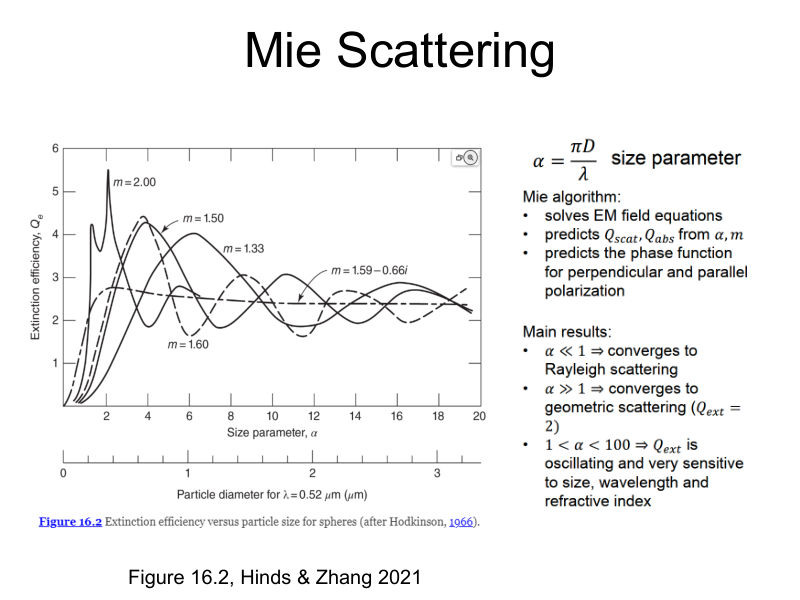 Mie Scattering
6
5
4
3
2
1
Extinction efficiency, Qe
m = 2.00
m = 1.50
m = 1.33
m = 1.59 – 0.66i
m = 1.60
2 4 6 8 10 12 14 16 18 20
Size parameter, α
0 1 2 3
Particle diameter for λ = 0.52 μm (μm)
Figure 16.2 Extinction efficiency versus particle size for spheres (after Hodkinson, 1966).
α = πD/λ size parameter
Mie algorithm:
• solves EM field equations
• predicts Qscat, Qabs from α, m
• predicts the phase function
for perpendicular and parallel
polarization
Main results:
• α ≪ 1 ⇒ converges to
Rayleigh scattering
• α ≫ 1 ⇒ converges to
geometric scattering (Qext =
2)
• 1 < α < 100 ⇒ Qext is
oscillating and very sensitive
to size, wavelength and
refractive index
Figure 16.2, Hinds & Zhang 2021